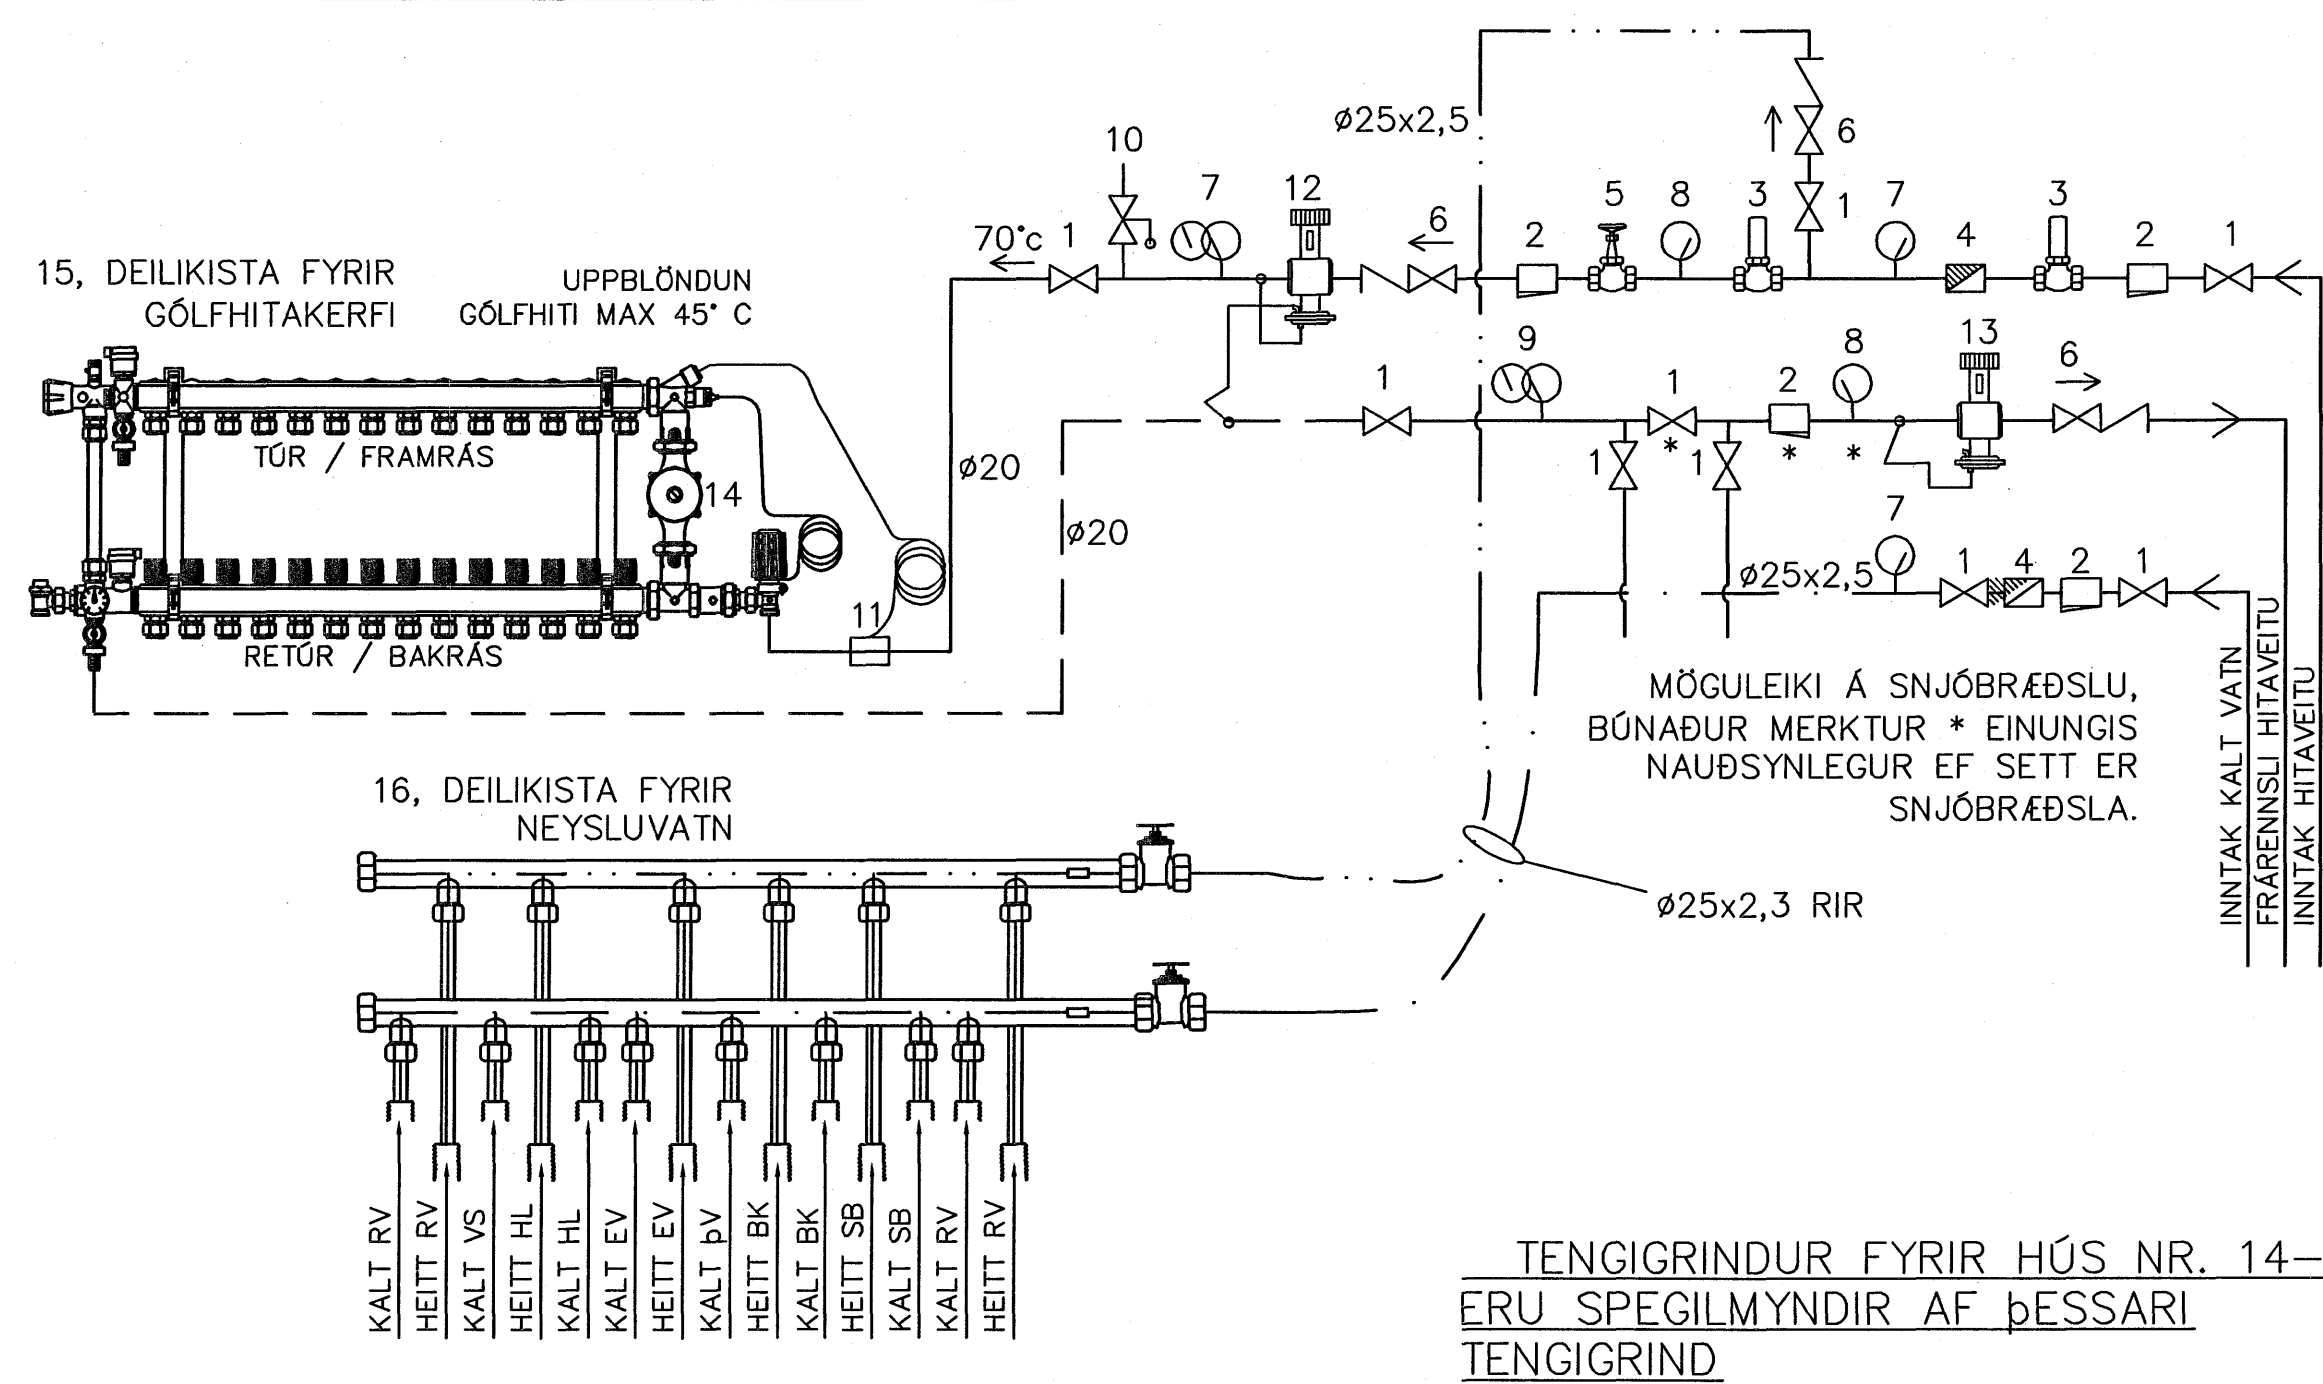 ø25x2,5
6
10
7
12
5
8
3
1
7
4
3
2
1
70°c
1
6
2
15, DEILIKISTA FYRIR
GÓLFHITAKERFI
UPPBLÖNDUN
GÓLFHITI MAX 45° C
1
9
1
2
8
13
6
*
*
*
TÚR / FRAMRÁS
14
ø20
1
1
7
ø20
ø25x2,5
1
4
2
1
11
RETÚR / BAKRÁS
MÖGULEIKI Á SNJÓBRÆÐSLU,
BÚNAÐUR MERKTUR * EINUNGIS
NAUÐSYNLEGUR EF SETT ER
SNJÓBRÆÐSLA.
INNTAK KALT VATN
FRÁRENNSLI HITAVEITU
INNTAK HITAVEITU
16, DEILIKISTA FYRIR
NEYSLUVATN
ø25x2,3 RIR
KALT RV
HEITT RV
KALT VS
HEITT HL
KALT HL
KALT EV
HEITT EV
KALT þV
HEITT BK
KALT BK
HEITT SB
KALT SB
KALT RV
HEITT RV
TENGIGRINDUR FYRIR HÚS NR. 14–
ERU SPEGILMYNDIR AF þESSARI
TENGIGRIND